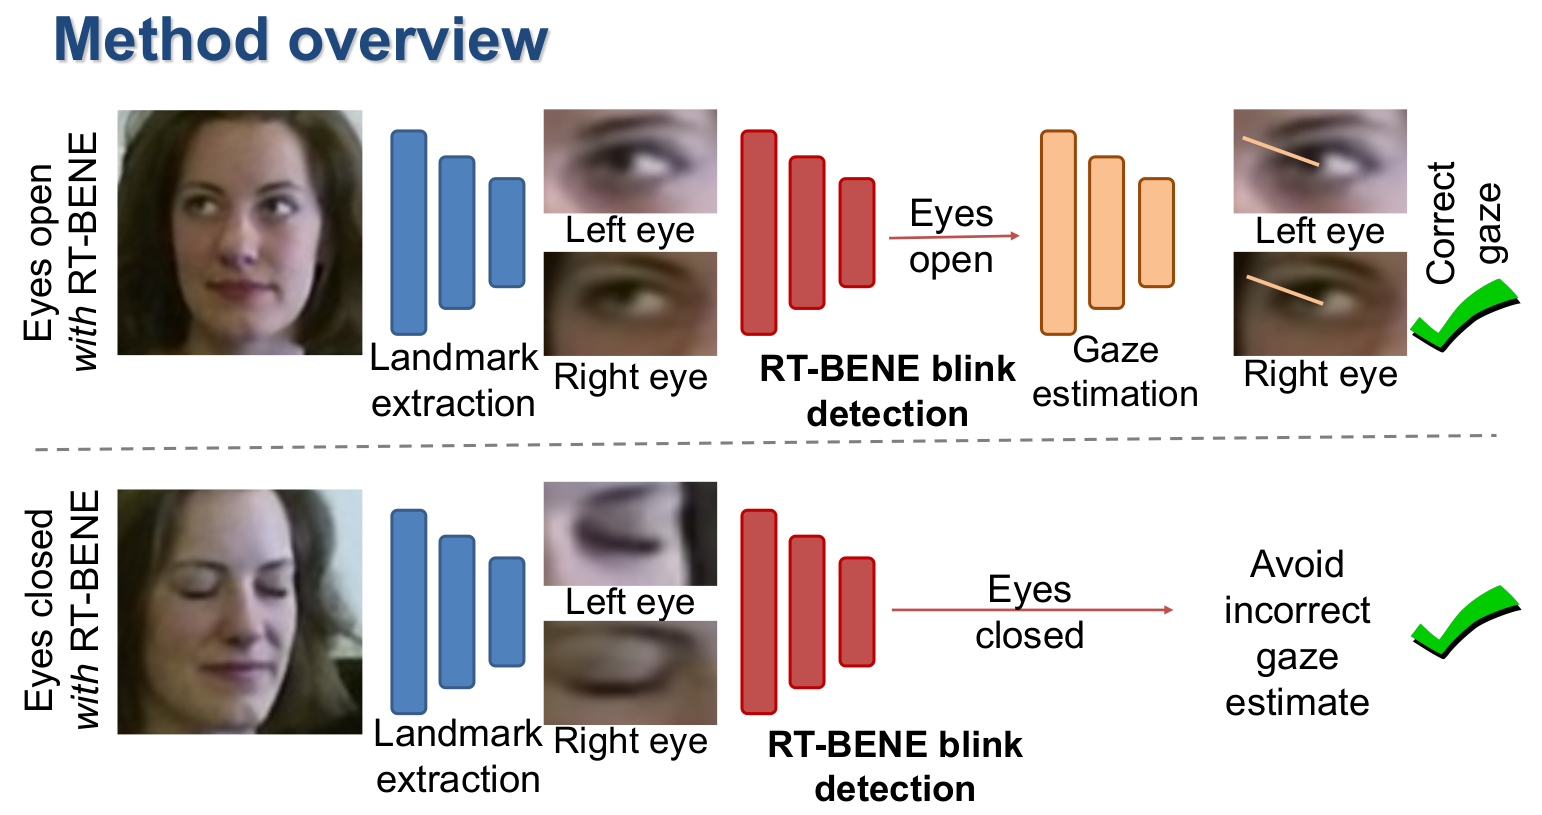 Method overview
Eyes open
with RT-BENE
Landmark
extraction
Left eye
Right eye
RT-BENE blink
detection
Eyes
open
Gaze
estimation
Left eye
Right eye
Correct
gaze
Eyes closed
with RT-BENE
Landmark
extraction
Left eye
Right eye
RT-BENE blink
detection
Eyes
closed
Avoid
incorrect
gaze
estimate